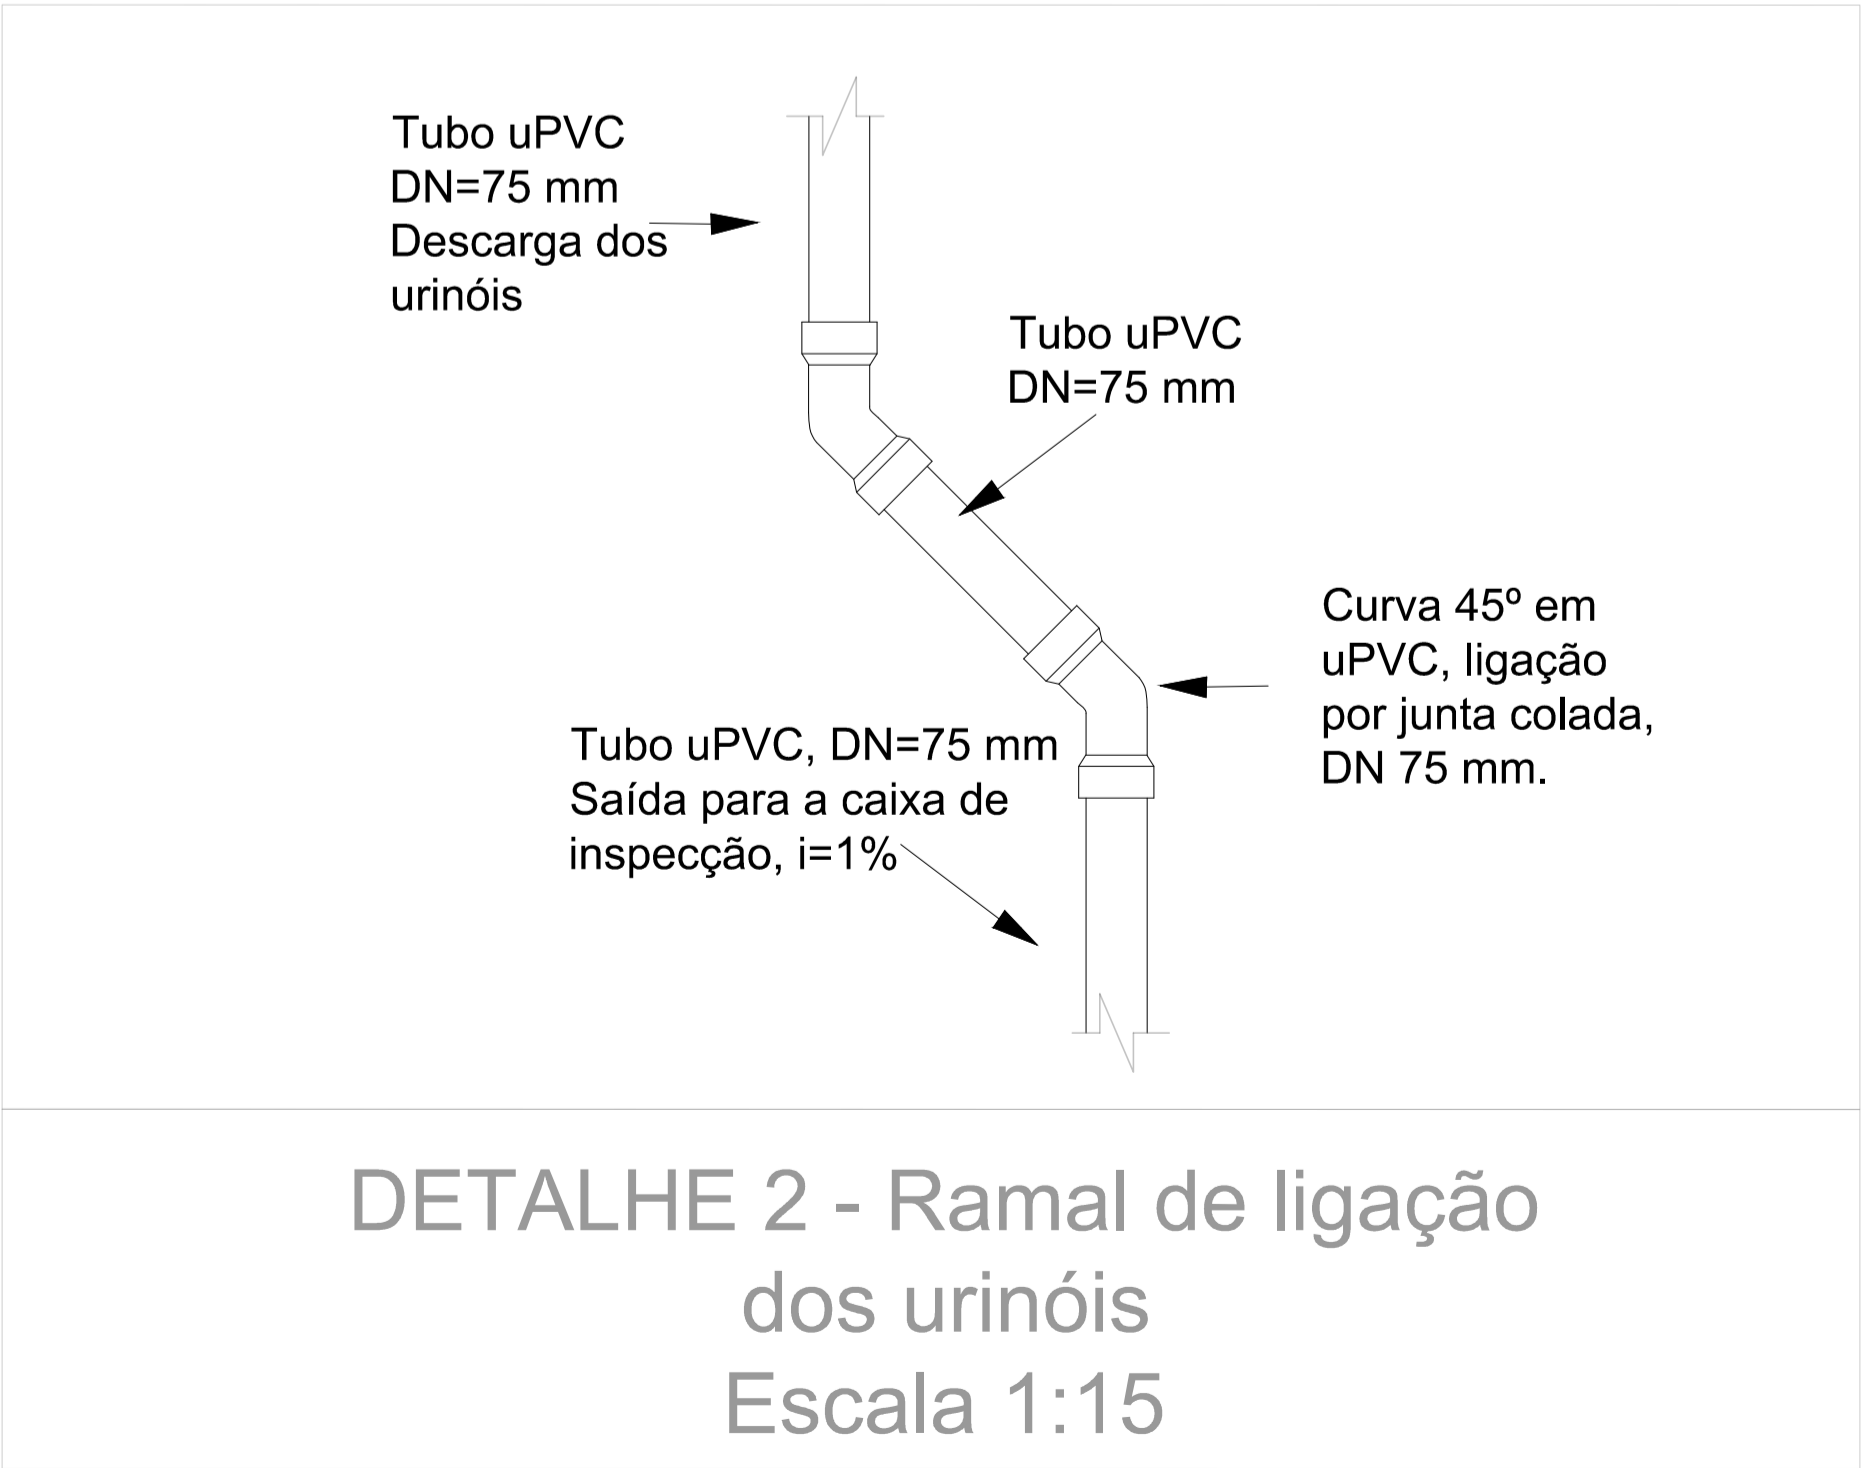 Tubo uPVC
DN=75 mm
Descarga dos
urinóis
Tubo uPVC
DN=75 mm
Curva 45º em
uPVC, ligação
por junta colada,
DN 75 mm.
Tubo uPVC, DN=75 mm
Saída para a caixa de
inspecção, i=1%
DETALHE 2 - Ramal de ligação
dos urinóis
Escala 1:15